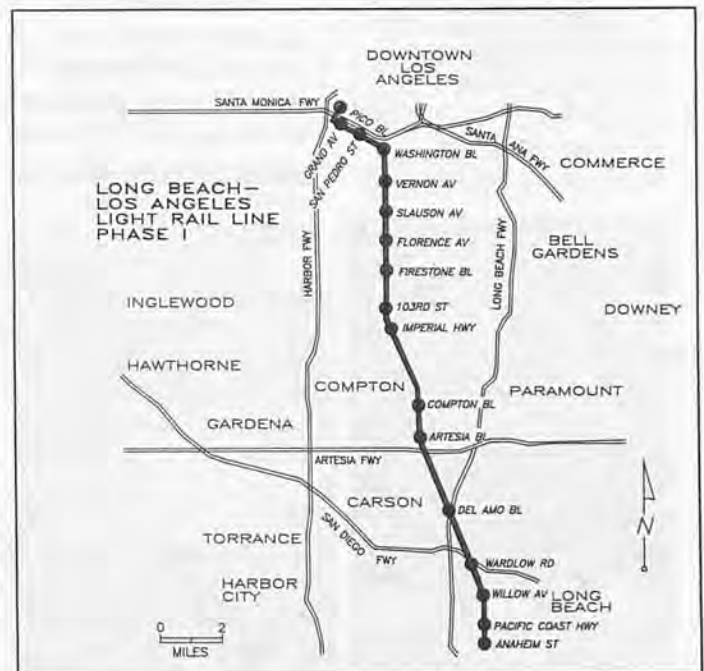 DOWNTOWN
LOS
ANGELES
SANTA MONICA FWY
PICO BL
GRAND AV
SAN PEDRO ST
SANTA ANA FWY
WASHINGTON BL
COMMERCE
LONG BEACH—
LOS ANGELES
LIGHT RAIL LINE
PHASE I
VERNON AV
SLAUSON AV
HARBOR FWY
LONG BEACH FWY
FLORENCE AV
BELL
GARDENS
FIRESTONE BL
INGLEWOOD
103RD ST
DOWNEY
IMPERIAL HWY
HAWTHORNE
COMPTON
PARAMOUNT
COMPTON BL
GARDENA
ARTESIA BL
ARTESIA FWY
CARSON
DEL AMO BL
SAN DIEGO
FWY
TORRANCE
N
WARDLOW RD
HARBOR
CITY
WILLOW AV
LONG
BEACH
PACIFIC COAST HWY
ANAHEIM ST
0 2
MILES